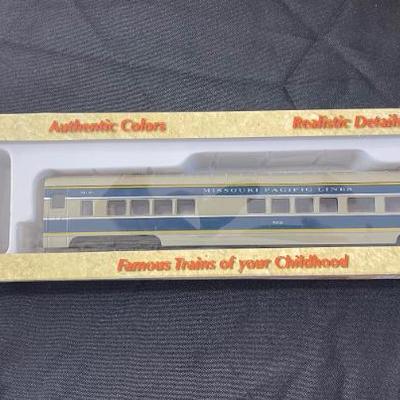 Authentic Colors
Realistic Detail
MISSOURI PACIFIC LINES
Famous Trains of your Childhood